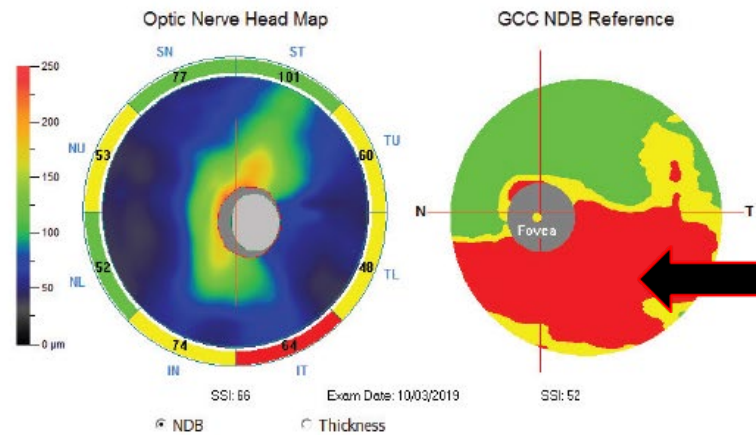 Optic Nerve Head Map
GCC NDB Reference
SN
ST
77
101
250
200
150
100
50
0 µm
NU
53
60
TU
NL
52
48
TL
74
64
IN
IT
N
T
Fovea
SSI: 66
Exam Date: 10/03/2019
SSI: 52
NDB
Thickness